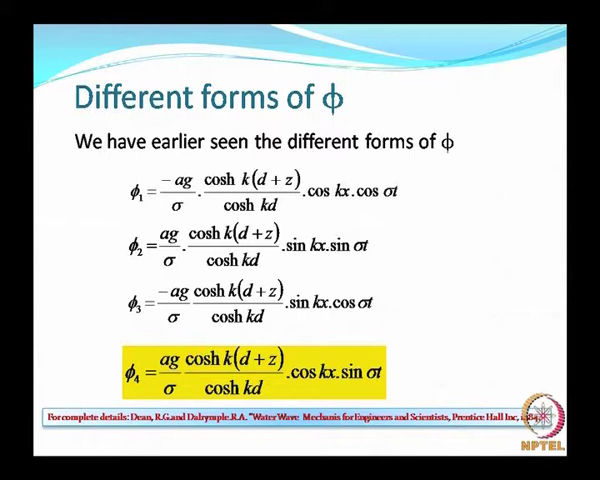 Different forms of ϕ
We have earlier seen the different forms of ϕ
ϕ₁ = −ag/σ . cosh k(d + z)/cosh kd . cos kx. cos σt
ϕ₂ = ag/σ . cosh k(d + z)/cosh kd . sin kx. sin σt
ϕ₃ = −ag/σ cosh k(d + z)/cosh kd . sin kx. cos σt
ϕ₄ = ag/σ cosh k(d + z)/cosh kd . cos kx. sin σt
For complete details: Dean, R.G.and Dalrymple.R.A. "Water Wave Mechanis for Engineers and Scientists, Prentice Hall Inc,
NPTEL